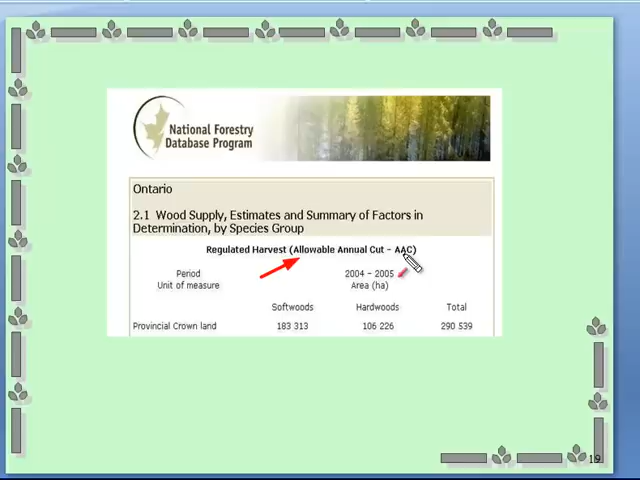 National Forestry
Database Program
Ontario
2.1 Wood Supply, Estimates and Summary of Factors in
Determination, by Species Group
Regulated Harvest (Allowable Annual Cut - AAC)
Period 2004 - 2005
Unit of measure Area (ha)
Softwoods Hardwoods Total
Provincial Crown land 183 313 106 226 290 539
19